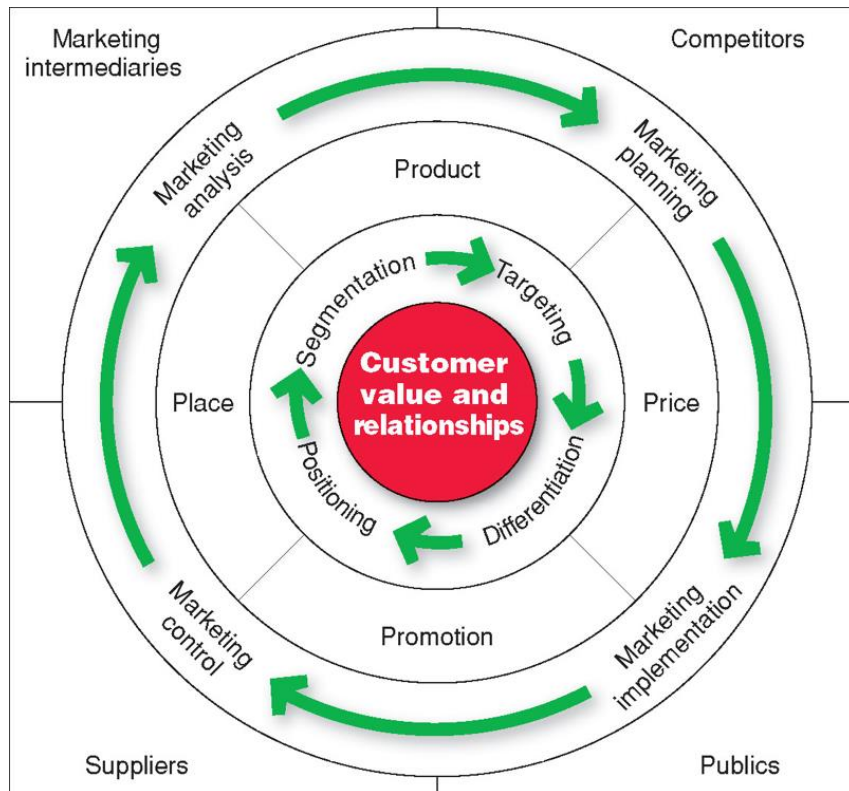 Marketing
intermediaries
Competitors
Marketing
analysis
Marketing
planning
Product
Segmentation
Targeting
Customer
value and
relationships
Place
Price
Positioning
Differentiation
Promotion
Marketing
control
Marketing
implementation
Suppliers
Publics